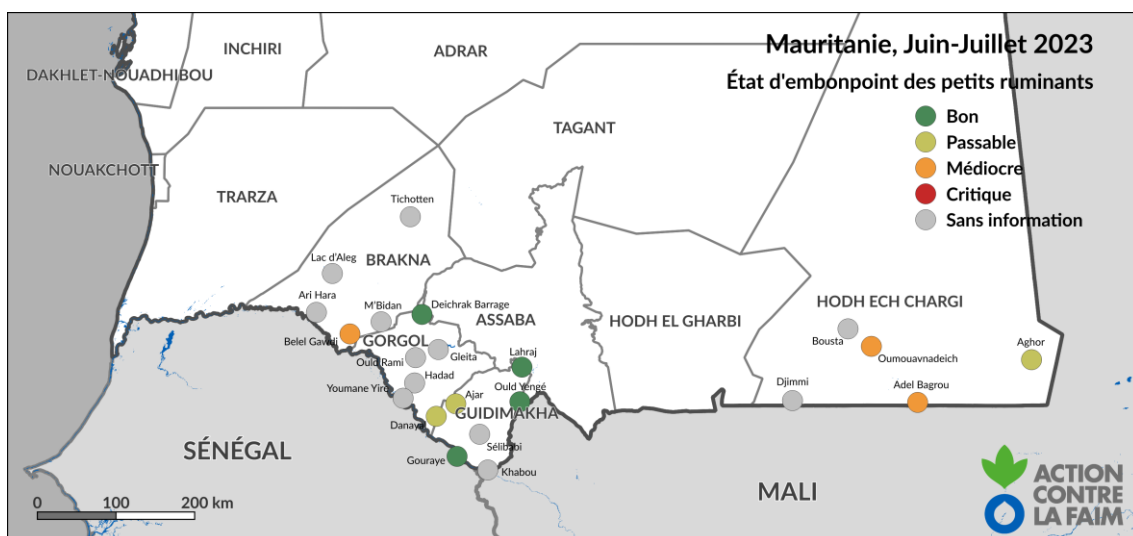 Mauritanie, Juin-Juillet 2023
État d'embonpoint des petits ruminants
Bon
Passable
Médiocre
Critique
Sans information
INCHIRI
ADRAR
DAKHLET-NOUADHIBOU
TAGANT
NOUAKCHOTT
TRARZA
Tichotten
Lac d'Aleg
BRAKNA
Ari Hara
M'Bidan
Deichrak Barrage
ASSABA
HODH EL GHARBI
HODH ECH CHARGI
Belel Gawdi
GORGOL
Gleita
Lahraj
Bousta
Oumouavnadeich
Aghor
Ould Rami
Hadad
Youmane Yire
Ould Yengé
Djimmi
Adel Bagrou
Ajar
GUIDIMAKHA
Danaya
Sélibabi
Gouraye
Khabou
SÉNÉGAL
MALI
0 100 200 km
ACTION
CONTRE
LA FAIM